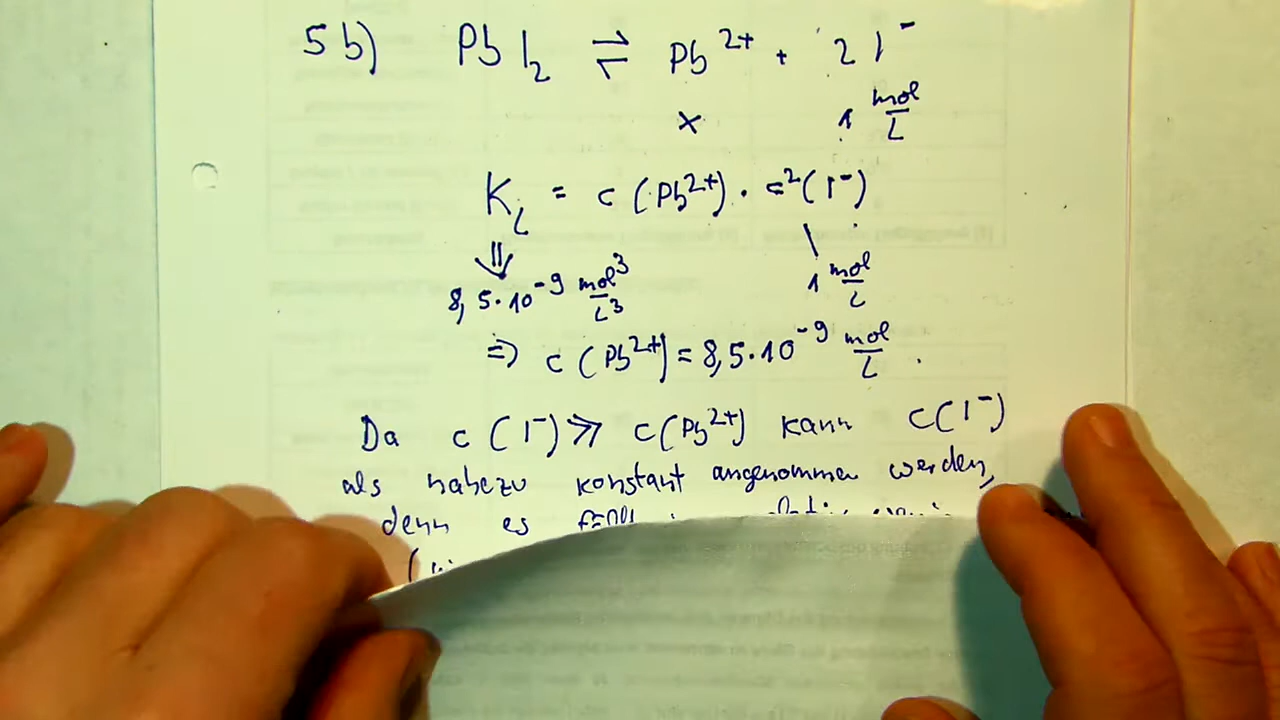 5 b) PbI₂ ⇌ Pb²⁺ + 2 I⁻
x 1 mol/L
K_L = c (Pb²⁺) · c²(I⁻)
8,5·10⁻⁹ mol³/L³ 1 mol/L
⇒ c (Pb²⁺) = 8,5·10⁻⁹ mol/L .
Da c (I⁻) ≫ c(Pb²⁺) kann c(I⁻)
als nahezu konstant angenommen werden,
denn es fällt